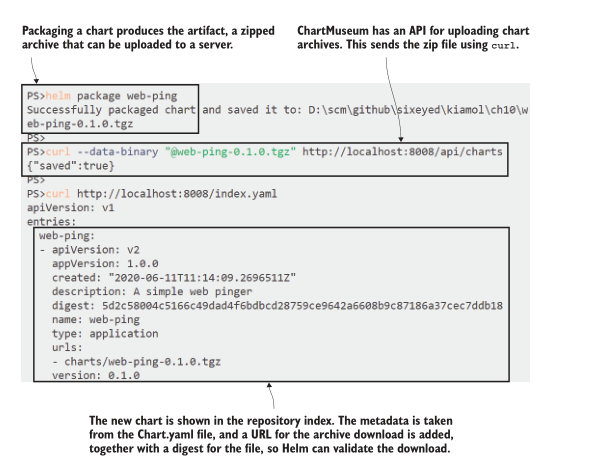 Packaging a chart produces the artifact, a zipped
archive that can be uploaded to a server.
ChartMuseum has an API for uploading chart
archives. This sends the zip file using curl.
PS>helm package web-ping
Successfully packaged chart and saved it to: D:\scm\github\sixeyed\kiamol\ch10\w
eb-ping-0.1.0.tgz
PS>
PS>curl --data-binary "@web-ping-0.1.0.tgz" http://localhost:8008/api/charts
{"saved":true}
PS>
PS>curl http://localhost:8008/index.yaml
apiVersion: v1
entries:
web-ping:
- apiVersion: v2
appVersion: 1.0.0
created: "2020-06-11T11:14:09.2696511Z"
description: A simple web pinger
digest: 5d2c58004c5166c49dad4f6bdbcd28759ce9642a6608b9c87186a37cec7ddb18
name: web-ping
type: application
urls:
- charts/web-ping-0.1.0.tgz
version: 0.1.0
The new chart is shown in the repository index. The metadata is taken
from the Chart.yaml file, and a URL for the archive download is added,
together with a digest for the file, so Helm can validate the download.